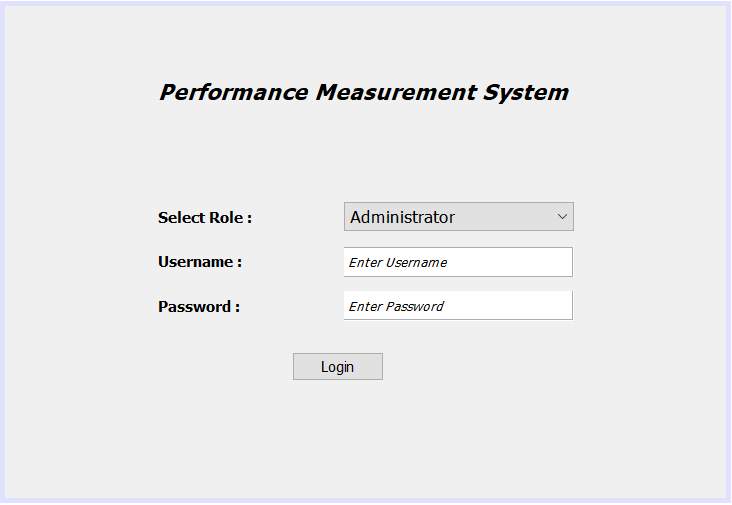 Performance Measurement System
Select Role : Administrator
Username : Enter Username
Password : Enter Password
Login